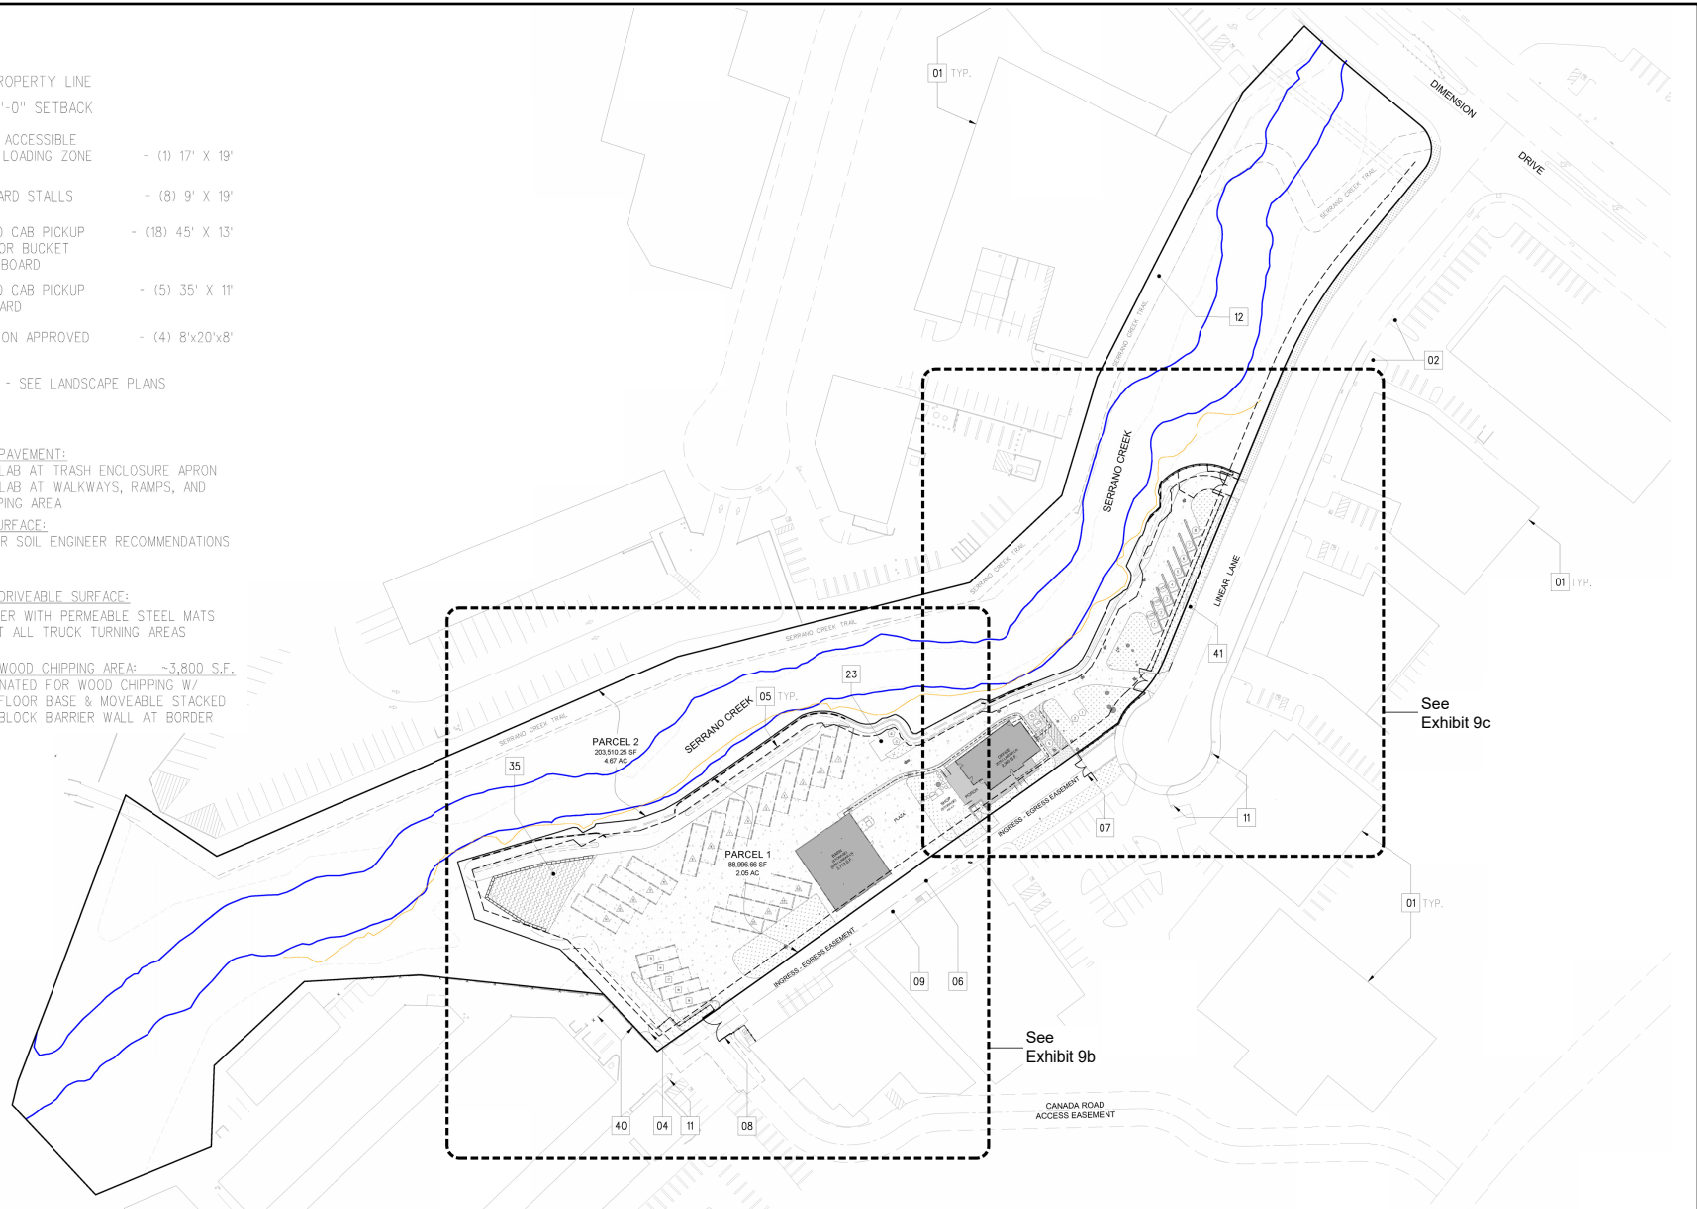 ROPERTY LINE
'-0" SETBACK
ACCESSIBLE
LOADING ZONE - (1) 17' X 19'
ARD STALLS - (8) 9' X 19'
D CAB PICKUP - (18) 45' X 13'
OR BUCKET
BOARD
D CAB PICKUP - (5) 35' X 11'
ARD
ON APPROVED - (4) 8'x20'x8'
- SEE LANDSCAPE PLANS
PAVEMENT:
LAB AT TRASH ENCLOSURE APRON
LAB AT WALKWAYS, RAMPS, AND
PING AREA
URFACE:
R SOIL ENGINEER RECOMMENDATIONS
DRIVEABLE SURFACE:
ER WITH PERMEABLE STEEL MATS
T ALL TRUCK TURNING AREAS
WOOD CHIPPING AREA: ~3,800 S.F.
NATED FOR WOOD CHIPPING W/
FLOOR BASE & MOVEABLE STACKED
BLOCK BARRIER WALL AT BORDER
01 TYP.
DIMENSION
DRIVE
SERRANO CREEK TRAIL
12
SERRANO CREEK TRAIL
02
SERRANO CREEK
SERRANO CREEK TRAIL
LINEAR LANE
01 TYP.
41
SERRANO CREEK TRAIL
23
05 TYP.
SERRANO CREEK
SERRANO CREEK TRAIL
PARCEL 2
203,510.25 SF
4.67 AC
35
See
Exhibit 9c
PORCH
INGRESS - EGRESS EASEMENT
07
11
PLAZA
PARCEL 1
88,996.66 SF
2.05 AC
BARN
01 TYP.
INGRESS - EGRESS EASEMENT
09
06
See
Exhibit 9b
CANADA ROAD
ACCESS EASEMENT
40
04
11
08